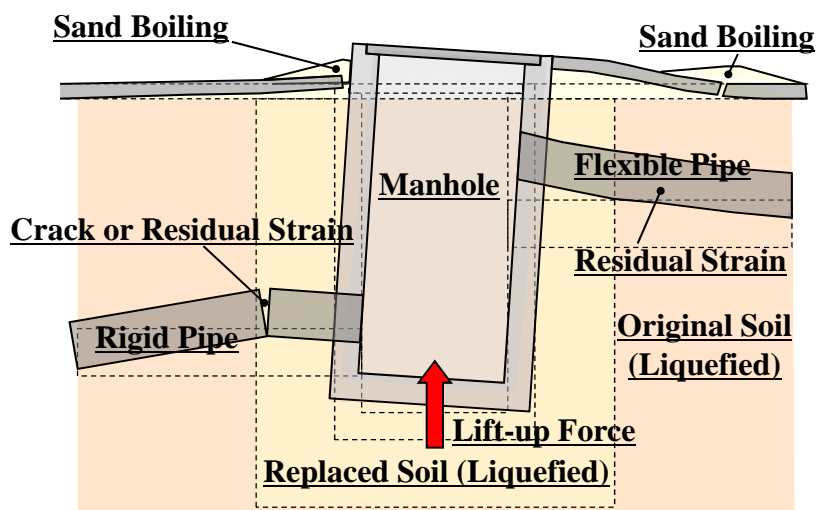 Sand Boiling
Sand Boiling
Manhole
Flexible Pipe
Crack or Residual Strain
Residual Strain
Rigid Pipe
Original Soil
(Liquefied)
Lift-up Force
Replaced Soil (Liquefied)